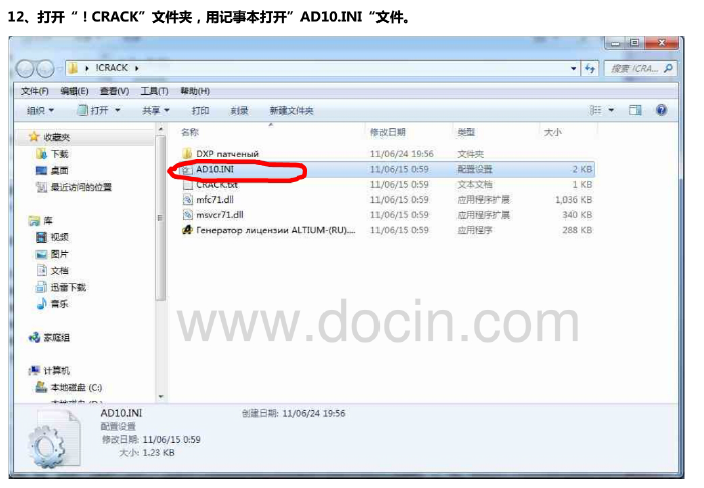 12、打开“！CRACK”文件夹，用记事本打开”AD10.INI“文件。
!CRACK
搜索 !CRA...
文件(F) 编辑(E) 查看(V) 工具(T) 帮助(H)
组织 打开 共享 打印 刻录 新建文件夹
名称 修改日期 类型 大小
收藏夹
下载
桌面
最近访问的位置
库
视频
图片
文档
迅雷下载
音乐
家庭组
计算机
本地磁盘 (C:)
DXP патченый 11/06/24 19:56 文件夹
AD10.INI 11/06/15 0:59 配置设置 2 KB
CRACK.txt 11/06/15 0:59 文本文档 1 KB
mfc71.dll 11/06/15 0:59 应用程序扩展 1,036 KB
msvcr71.dll 11/06/15 0:59 应用程序扩展 340 KB
Генератор лицензии ALTIUM-(RU).... 11/06/15 0:59 应用程序 288 KB
www.docin.com
AD10.INI 创建日期: 11/06/24 19:56
配置设置
修改日期: 11/06/15 0:59
大小: 1.23 KB